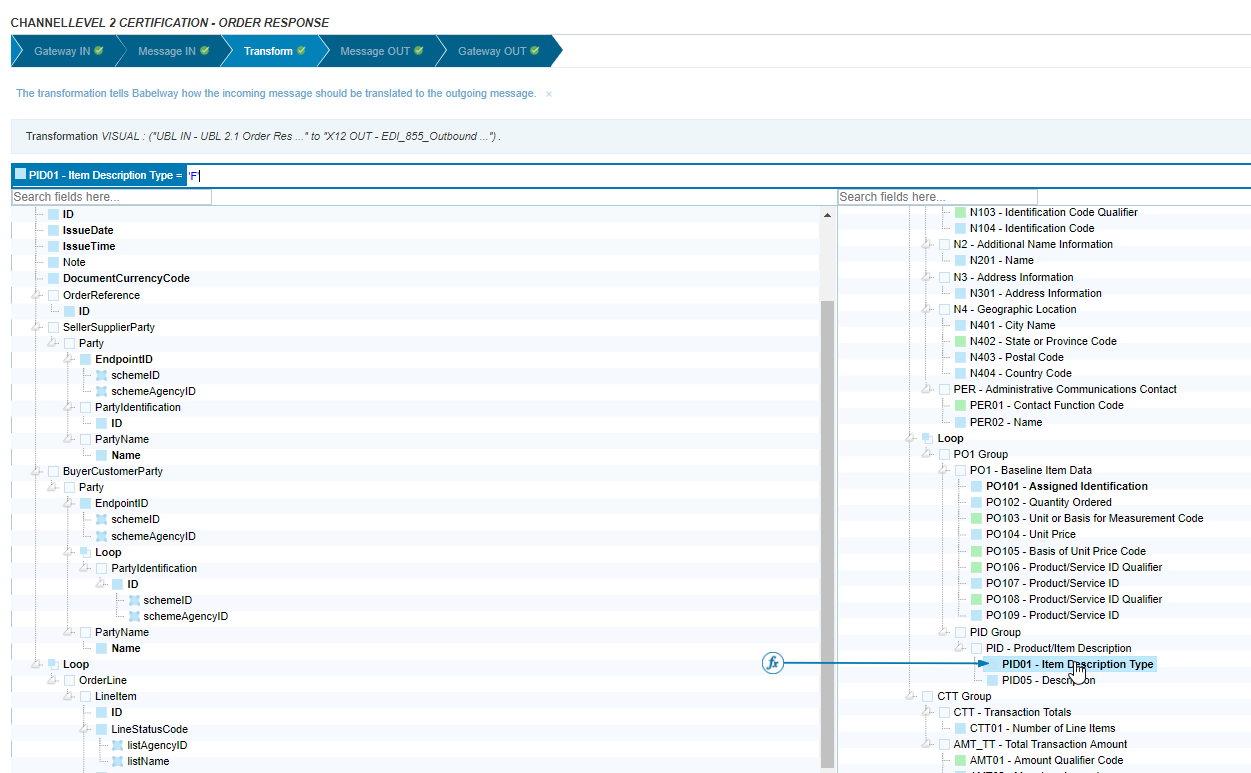 CHANNELLEVEL 2 CERTIFICATION - ORDER RESPONSE
Gateway IN
Message IN
Transform
Message OUT
Gateway OUT
The transformation tells Babelway how the incoming message should be translated to the outgoing message. ×
Transformation VISUAL : ("UBL IN - UBL 2.1 Order Res ..." to "X12 OUT - EDI_855_Outbound ...") .
PID01 - Item Description Type = 'F'
Search fields here...
ID
IssueDate
IssueTime
Note
DocumentCurrencyCode
OrderReference
ID
SellerSupplierParty
Party
EndpointID
schemeID
schemeAgencyID
PartyIdentification
ID
PartyName
Name
BuyerCustomerParty
Party
EndpointID
schemeID
schemeAgencyID
Loop
PartyIdentification
ID
schemeID
schemeAgencyID
PartyName
Name
Loop
OrderLine
LineItem
ID
LineStatusCode
listAgencyID
listName
fx
Search fields here...
N103 - Identification Code Qualifier
N104 - Identification Code
N2 - Additional Name Information
N201 - Name
N3 - Address Information
N301 - Address Information
N4 - Geographic Location
N401 - City Name
N402 - State or Province Code
N403 - Postal Code
N404 - Country Code
PER - Administrative Communications Contact
PER01 - Contact Function Code
PER02 - Name
Loop
PO1 Group
PO1 - Baseline Item Data
PO101 - Assigned Identification
PO102 - Quantity Ordered
PO103 - Unit or Basis for Measurement Code
PO104 - Unit Price
PO105 - Basis of Unit Price Code
PO106 - Product/Service ID Qualifier
PO107 - Product/Service ID
PO108 - Product/Service ID Qualifier
PO109 - Product/Service ID
PID Group
PID - Product/Item Description
PID01 - Item Description Type
PID05 - Description
CTT Group
CTT - Transaction Totals
CTT01 - Number of Line Items
AMT_TT - Total Transaction Amount
AMT01 - Amount Qualifier Code